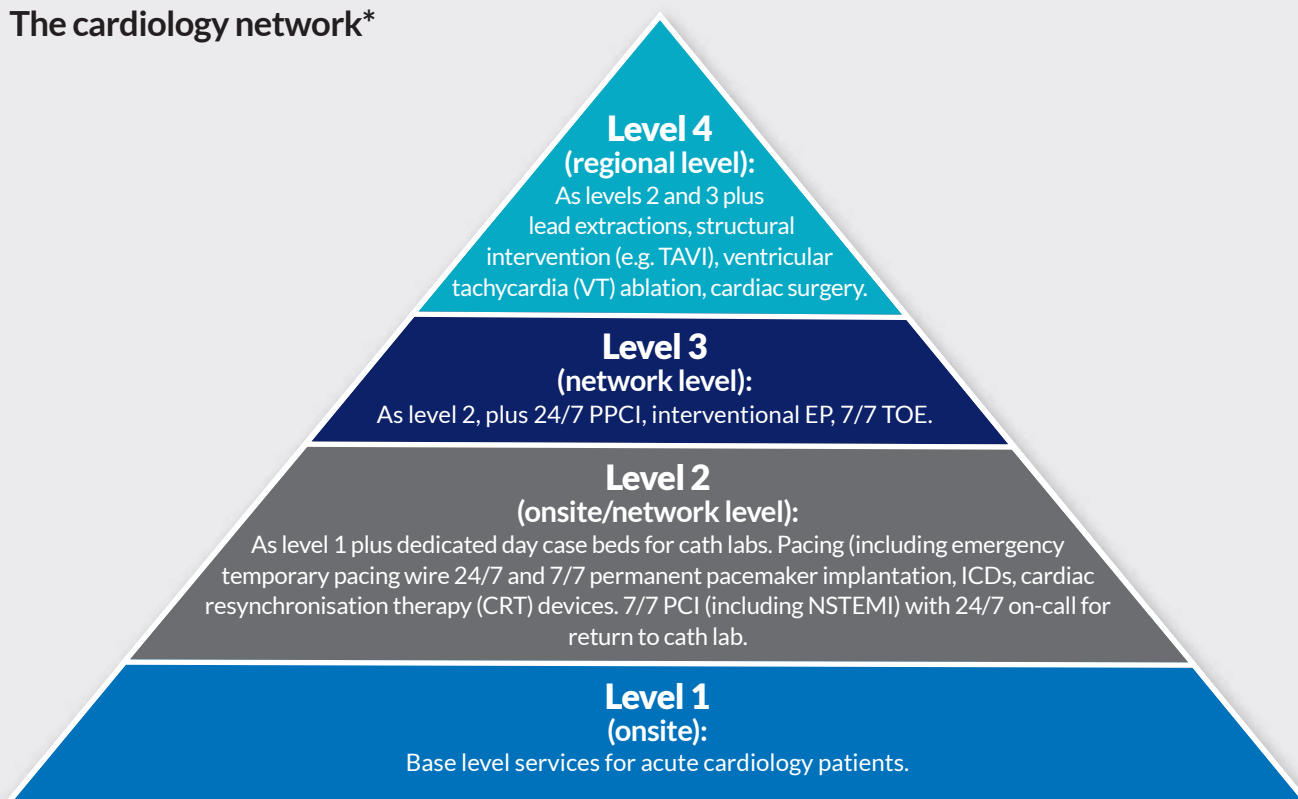 The cardiology network*
Level 4
(regional level):
As levels 2 and 3 plus
lead extractions, structural
intervention (e.g. TAVI), ventricular
tachycardia (VT) ablation, cardiac surgery.
Level 3
(network level):
As level 2, plus 24/7 PPCI, interventional EP, 7/7 TOE.
Level 2
(onsite/network level):
As level 1 plus dedicated day case beds for cath labs. Pacing (including emergency
temporary pacing wire 24/7 and 7/7 permanent pacemaker implantation, ICDs, cardiac
resynchronisation therapy (CRT) devices. 7/7 PCI (including NSTEMI) with 24/7 on-call for
return to cath lab.
Level 1
(onsite):
Base level services for acute cardiology patients.